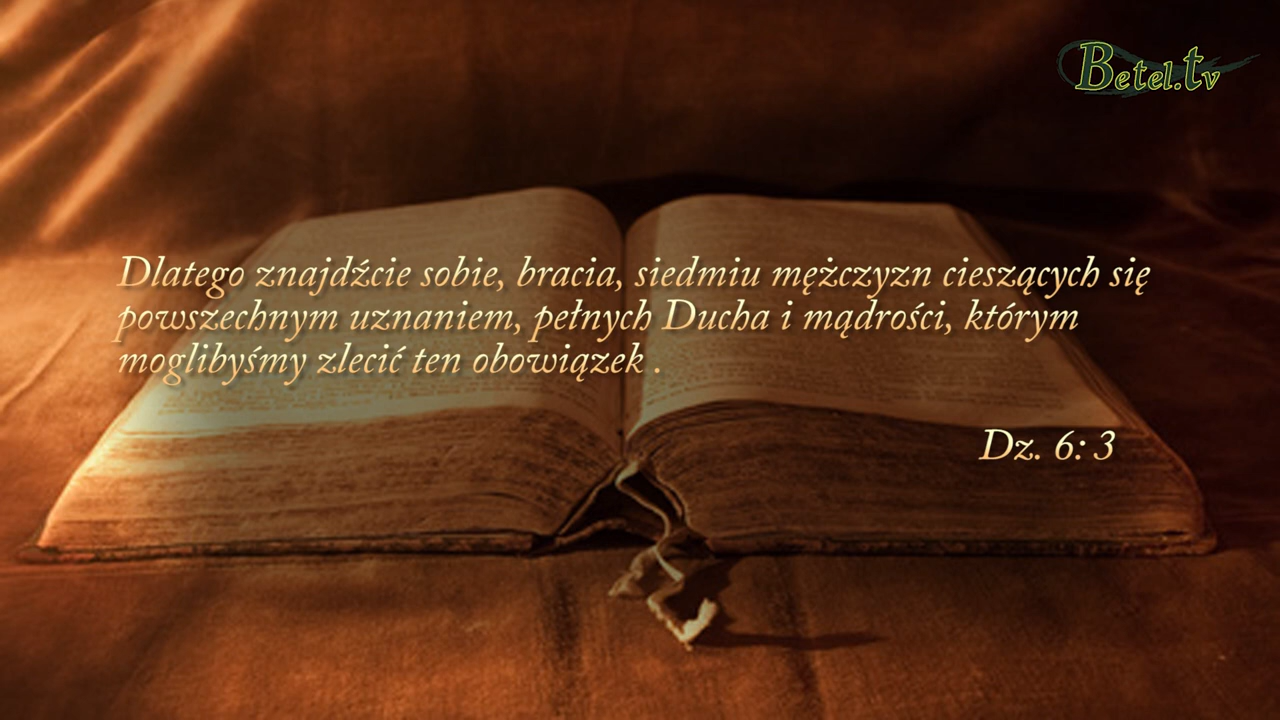 Betel.tv
Dlatego znajdźcie sobie, bracia, siedmiu mężczyzn cieszących się
powszechnym uznaniem, pełnych Ducha i mądrości, którym
moglibyśmy zlecić ten obowiązek .
Dz. 6: 3